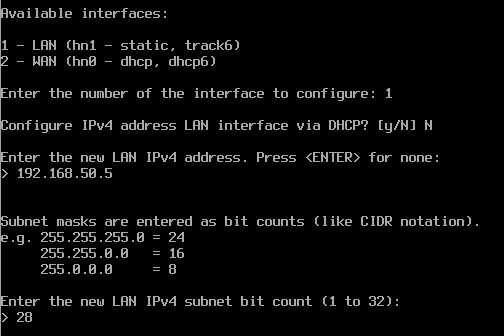 Available interfaces:
1 - LAN (hn1 - static, track6)
2 - WAN (hn0 - dhcp, dhcp6)
Enter the number of the interface to configure: 1
Configure IPv4 address LAN interface via DHCP? [y/N] N
Enter the new LAN IPv4 address. Press <ENTER> for none:
> 192.168.50.5
Subnet masks are entered as bit counts (like CIDR notation).
e.g. 255.255.255.0 = 24
     255.255.0.0   = 16
     255.0.0.0     = 8
Enter the new LAN IPv4 subnet bit count (1 to 32):
> 28